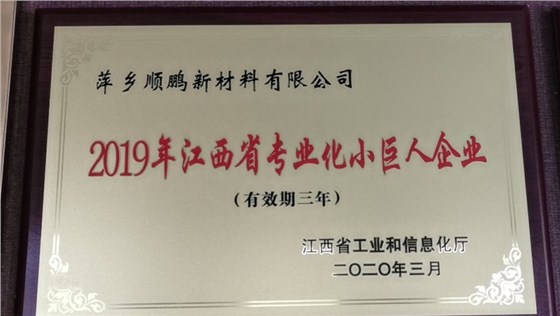 萍乡顺鹏新材料有限公司
2019年江西省专业化小巨人企业
(有效期三年)
江西省工业和信息化厅
二〇二〇年三月